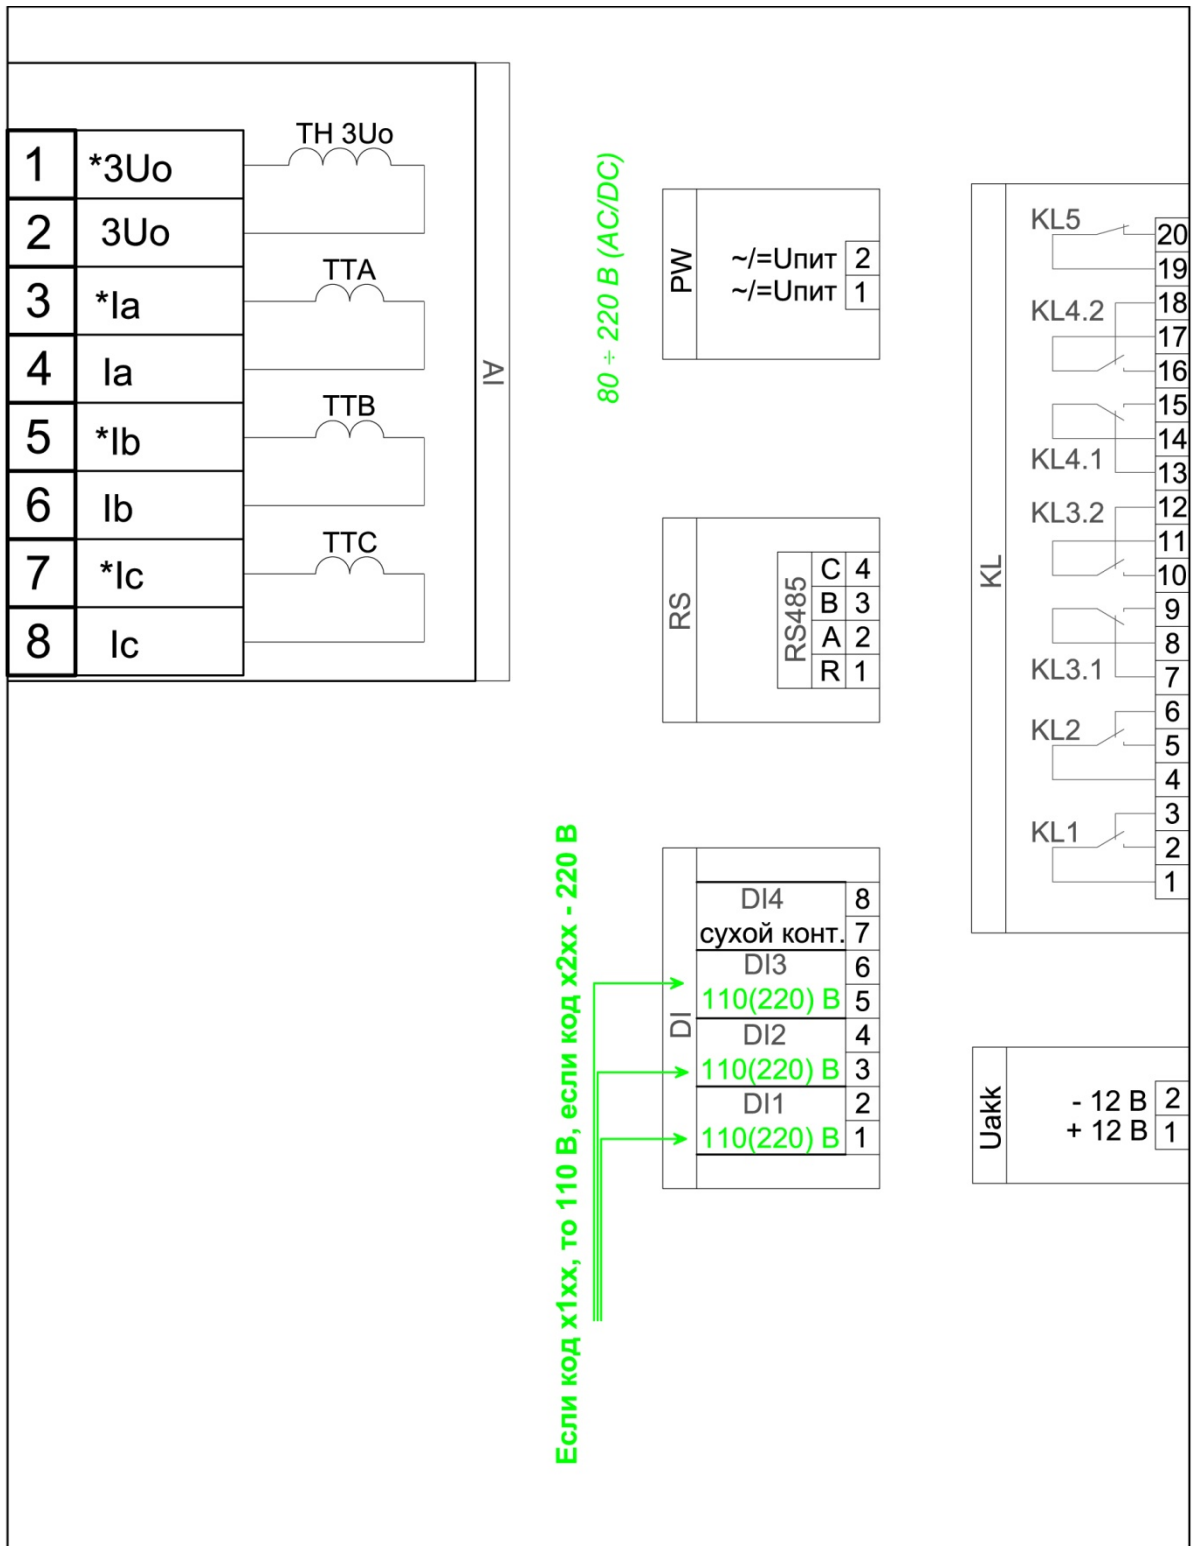 ТН 3Uo
1 *3Uo
2 3Uo
ТТА
3 *Ia
4 Ia
ТТВ
5 *Ib
6 Ib
ТТС
7 *Ic
8 Ic
AI
80 ÷ 220 В (AC/DC)
PW
~/=Uпит 2
~/=Uпит 1
RS
RS485
C 4
B 3
A 2
R 1
Если код x1xx, то 110 В, если код x2xx - 220 В
DI
DI4 8
сухой конт. 7
DI3 6
110(220) В 5
DI2 4
110(220) В 3
DI1 2
110(220) В 1
KL
KL5
20
19
KL4.2
18
17
16
15
14
KL4.1
13
KL3.2
12
11
10
9
8
KL3.1
7
KL2
6
5
4
KL1
3
2
1
Uakk
- 12 В 2
+ 12 В 1